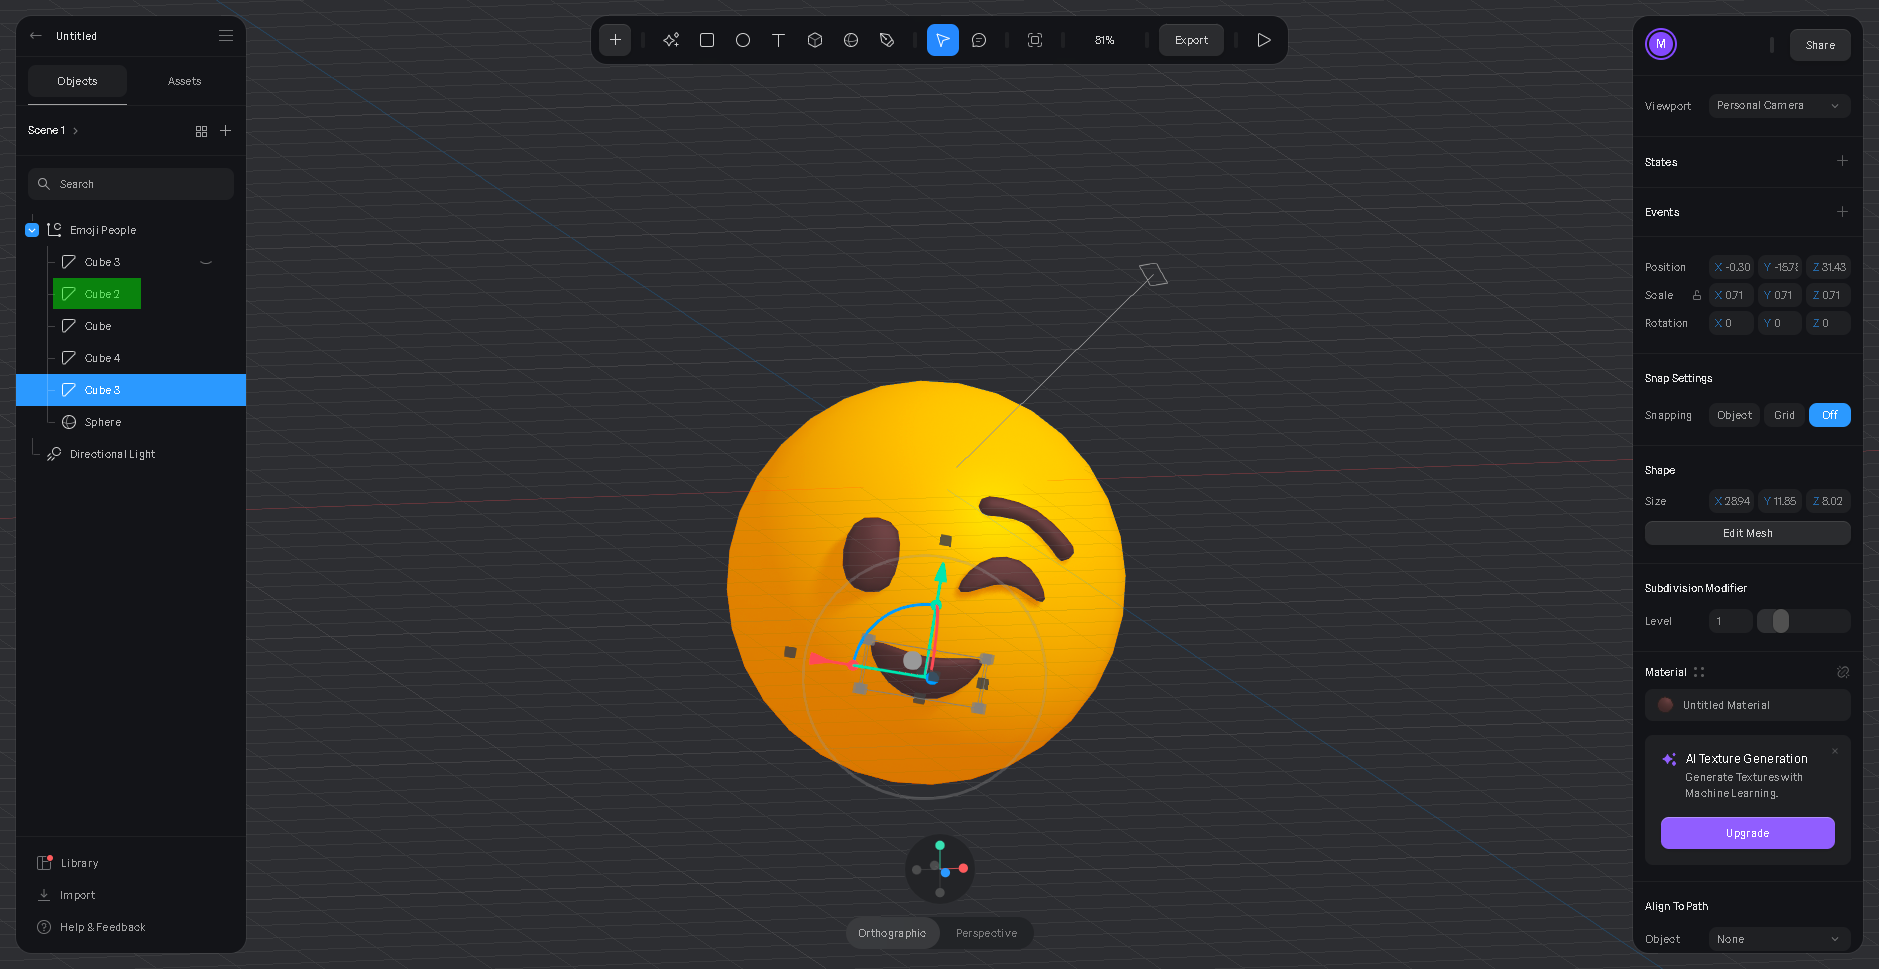 Untitled
Objects
Assets
Scene 1
Search
Emoji People
Cube 3
Cube 2
Cube
Cube 4
Cube 3
Sphere
Directional Light
Library
Import
Help & Feedback
31%
Export
Orthographic
Perspective
M
Share
Viewport
Personal Camera
States
Events
Position X -0.30 Y -15.78 Z 31.43
Scale X 0.71 Y 0.71 Z 0.71
Rotation X 0 Y 0 Z 0
Snap Settings
Snapping Object Grid Off
Shape
Size X 28.94 Y 11.85 Z 8.02
Edit Mesh
Subdivision Modifier
Level 1
Material
Untitled Material
AI Texture Generation
Generate Textures with
Machine Learning.
Upgrade
Align To Path
Object None